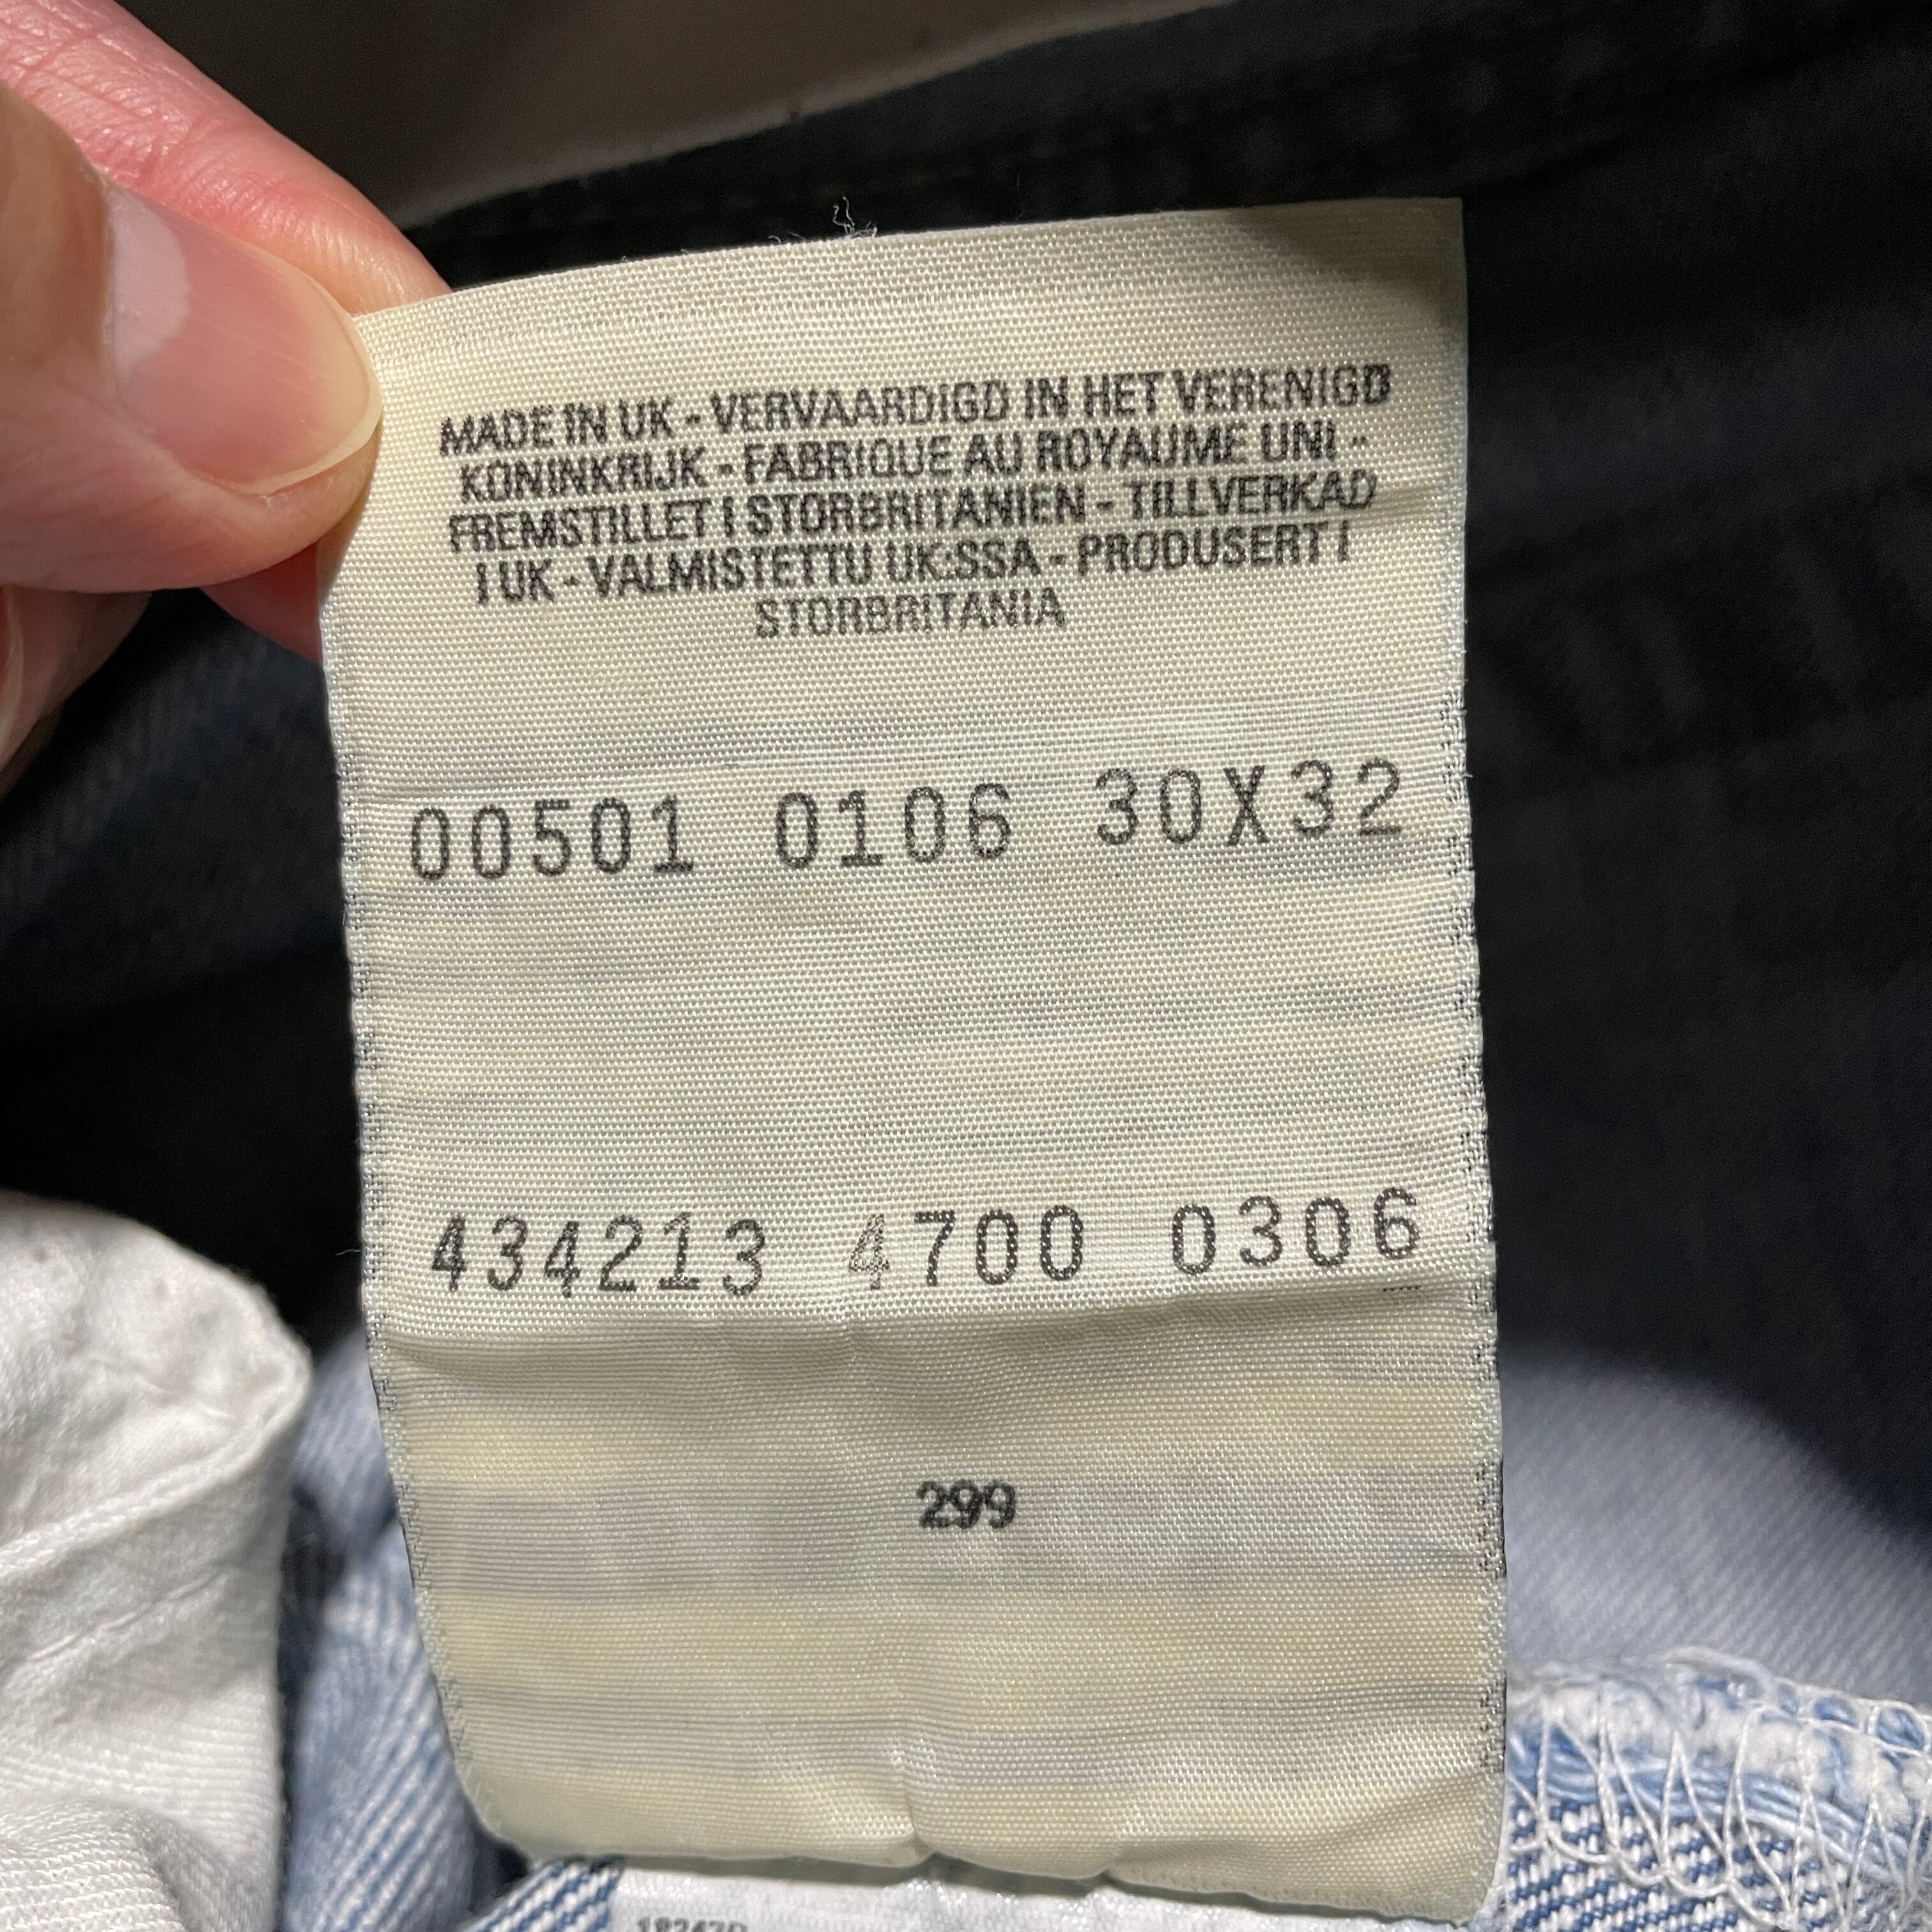 MADE IN UK - VERVAARDIGD IN HET VERENIGD
KONINKRIJK - FABRIQUE AU ROYAUME UNI -
FREMSTILLET I STORBRITANIEN - TILLVERKAD
I UK - VALMISTETTU UK:SSA - PRODUSERT I
STORBRITANIA
00501 0106 30X32
434213 4700 0306
299